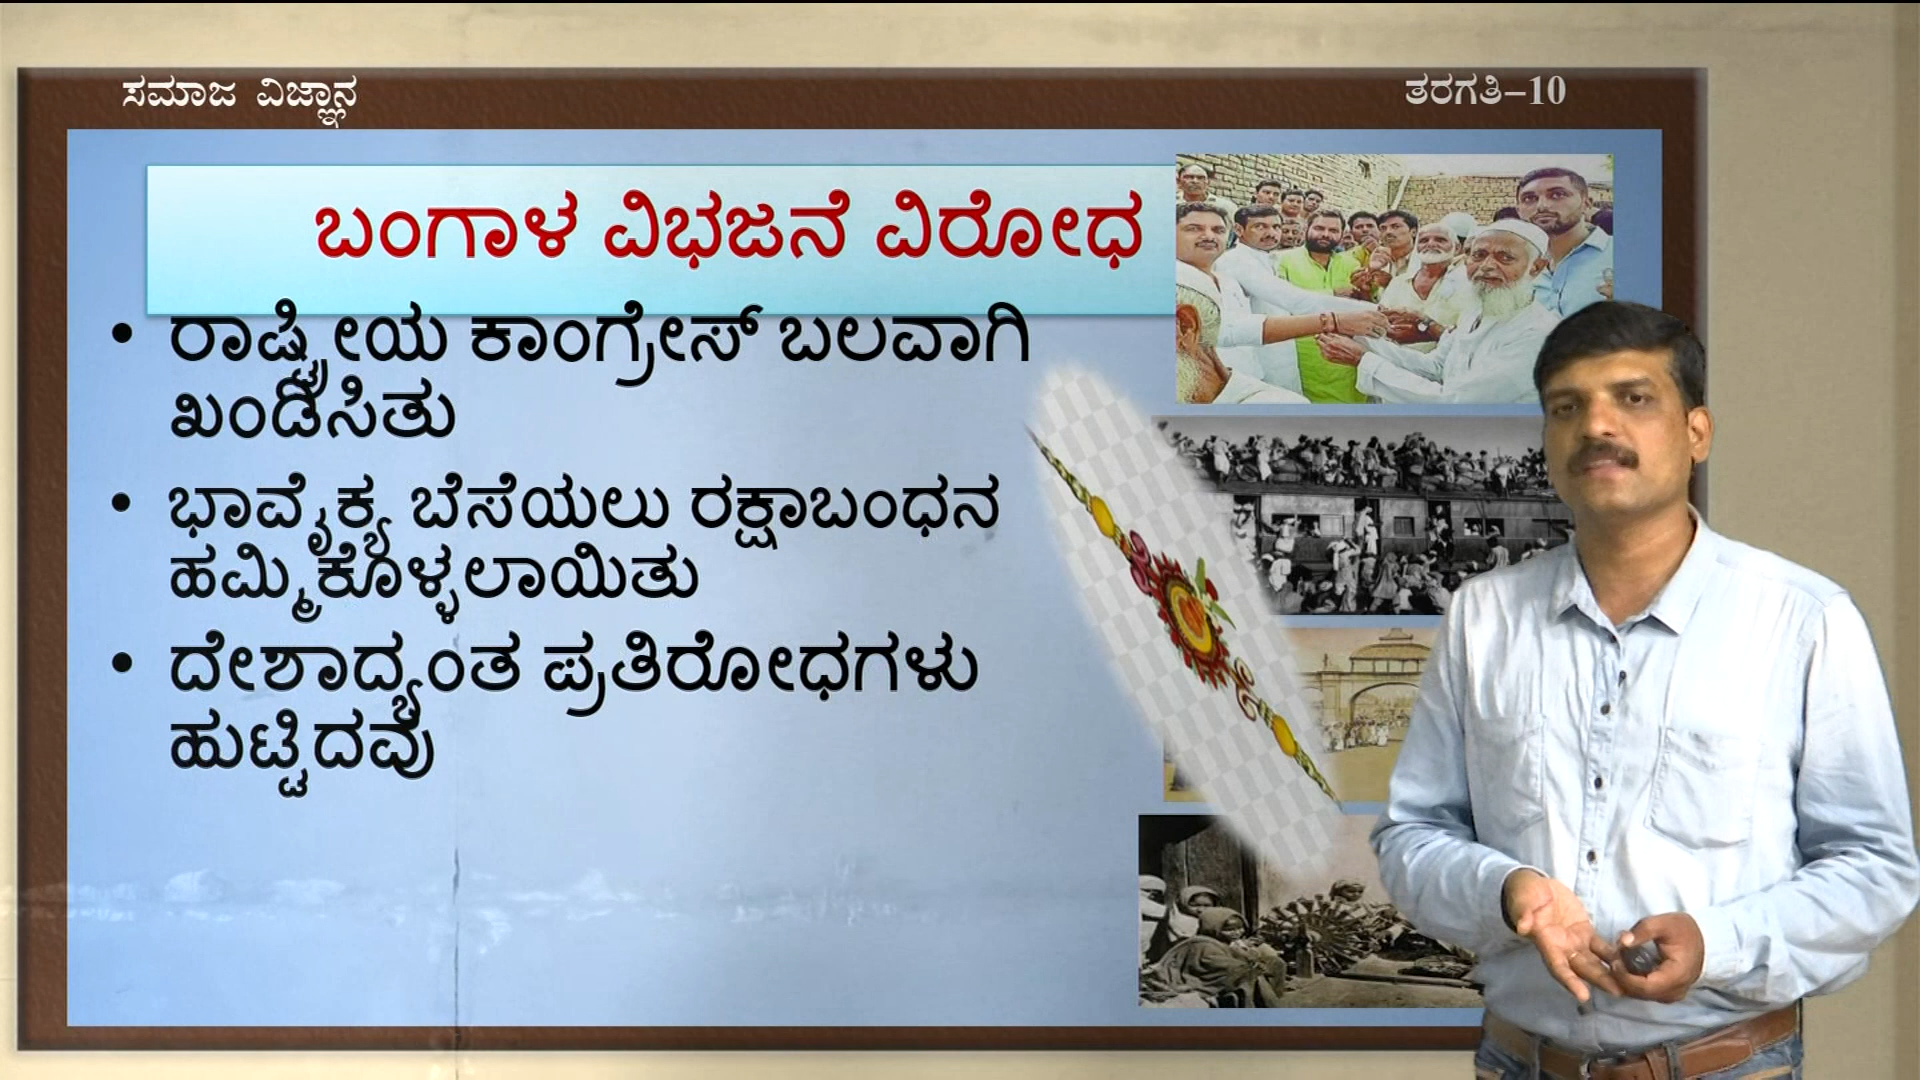 ಸಮಾಜ ವಿಜ್ಞಾನ
ತರಗತಿ-10
ಬಂಗಾಳ ವಿಭಜನೆ ವಿರೋಧ
• ರಾಷ್ಟ್ರೀಯ ಕಾಂಗ್ರೇಸ್ ಬಲವಾಗಿ
ಖಂಡಿಸಿತು
• ಭಾವೈಕ್ಯ ಬೆಸೆಯಲು ರಕ್ಷಾಬಂಧನ
ಹಮ್ಮಿಕೊಳ್ಳಲಾಯಿತು
• ದೇಶಾದ್ಯಂತ ಪ್ರತಿರೋಧಗಳು
ಹುಟ್ಟಿದವು